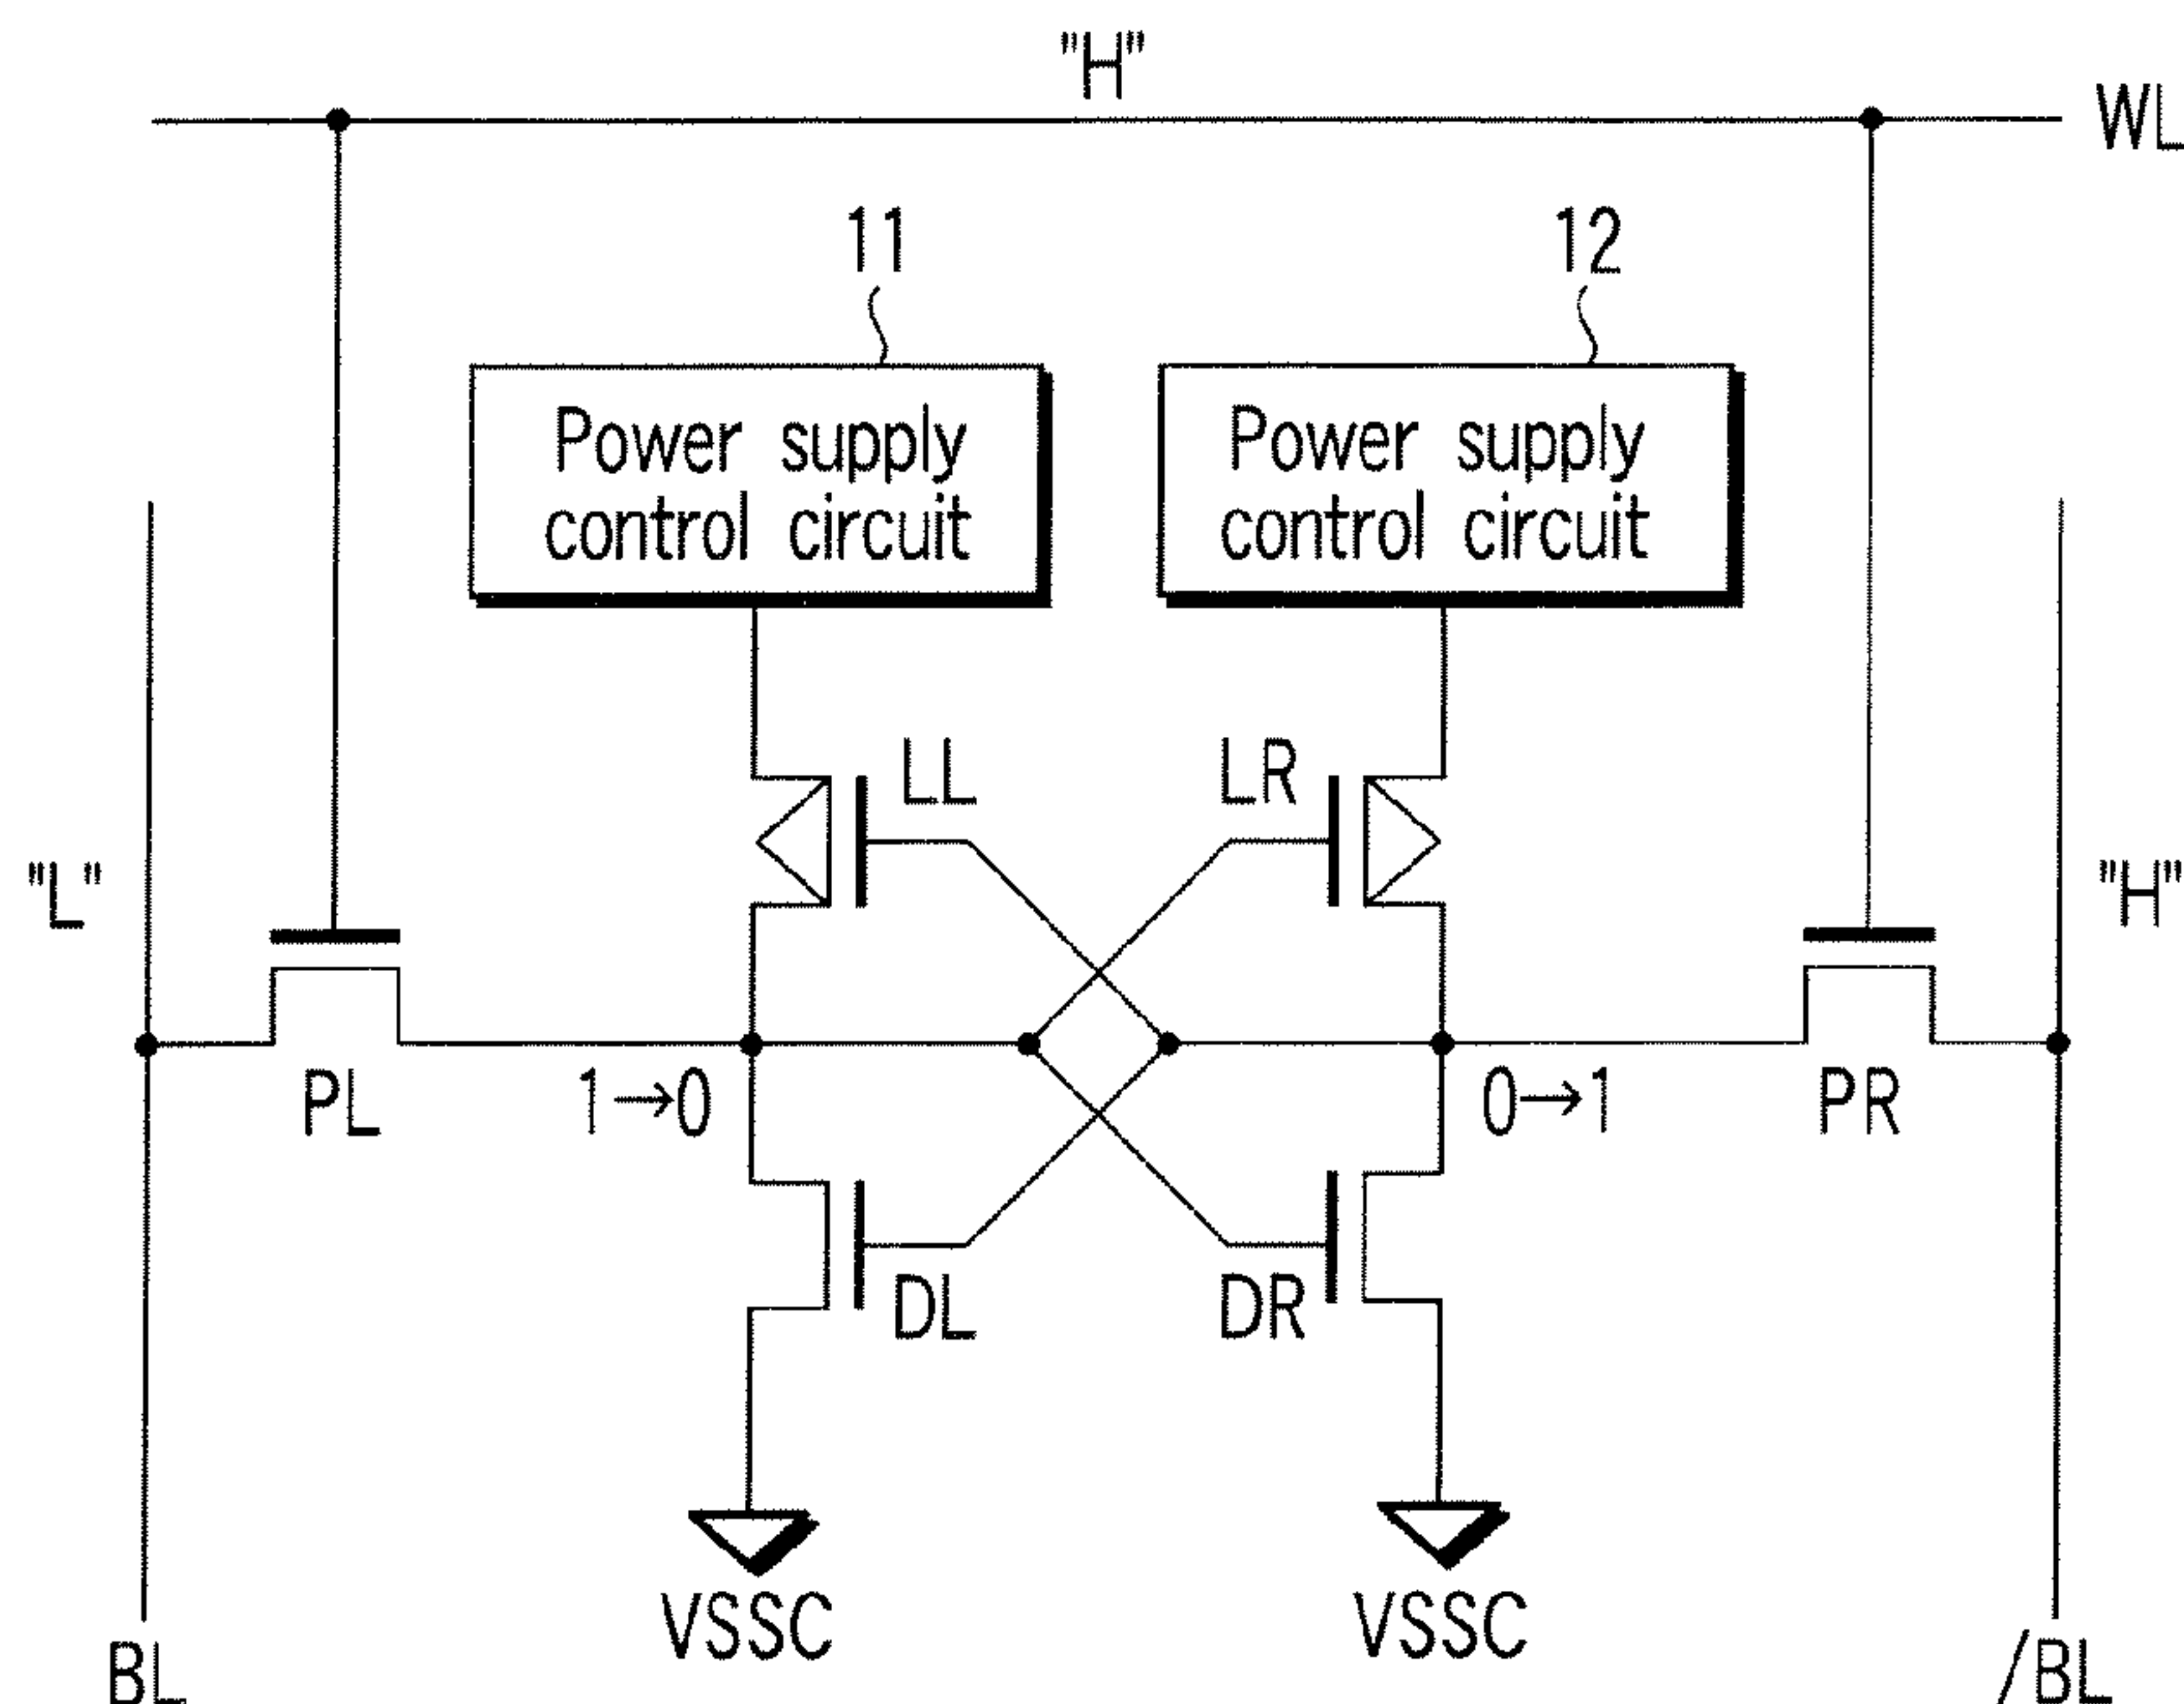 "H"
WL
11
12
Power supply
control circuit
Power supply
control circuit
LL
LR
"L"
"H"
PL
1→0
0→1
PR
DL
DR
VSSC
VSSC
BL
/BL